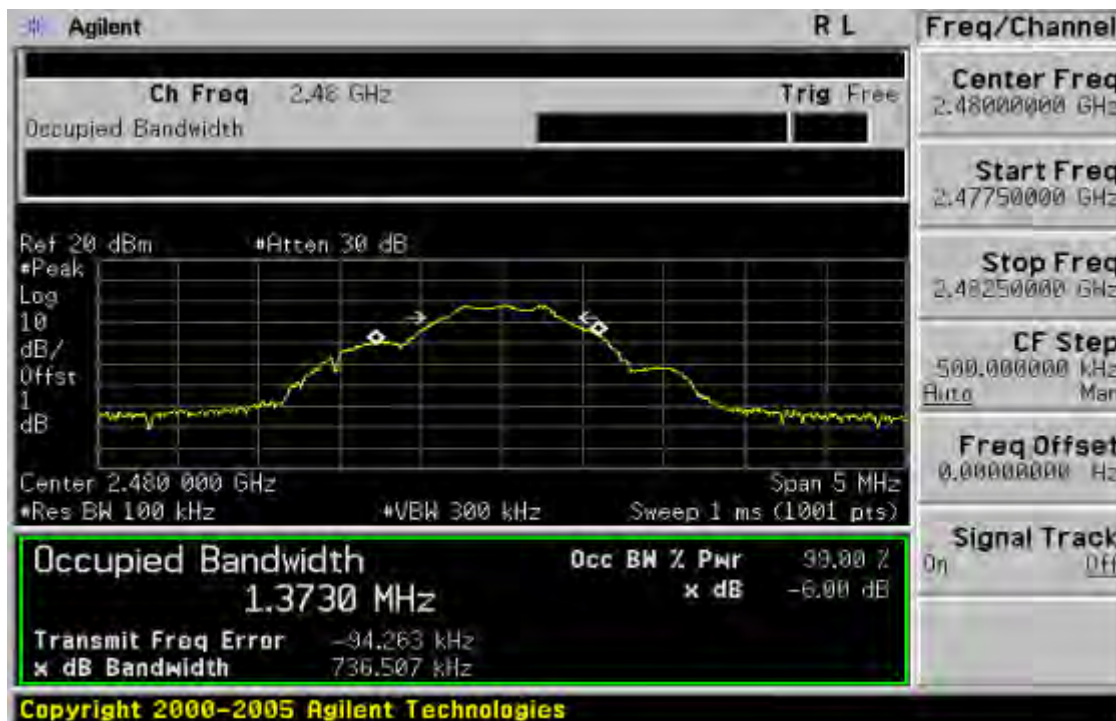 Agilent
R L
Freq/Channel
Ch Freq 2.48 GHz
Trig Free
Occupied Bandwidth
Center Freq
2.48000000 GHz
Start Freq
2.47750000 GHz
Stop Freq
2.48250000 GHz
CF Step
500.000000 kHz
Auto Man
Freq Offset
0.00000000 Hz
Signal Track
On Off
Ref 20 dBm
#Atten 30 dB
#Peak
Log
10
dB/
Offst
1
dB
Center 2.480 000 GHz
Span 5 MHz
#Res BW 100 kHz
#VBW 300 kHz
Sweep 1 ms (1001 pts)
Occupied Bandwidth
1.3730 MHz
Occ BW % Pwr 99.00 %
x dB -6.00 dB
Transmit Freq Error -94.263 kHz
x dB Bandwidth 736.507 kHz
Copyright 2000-2005 Agilent Technologies